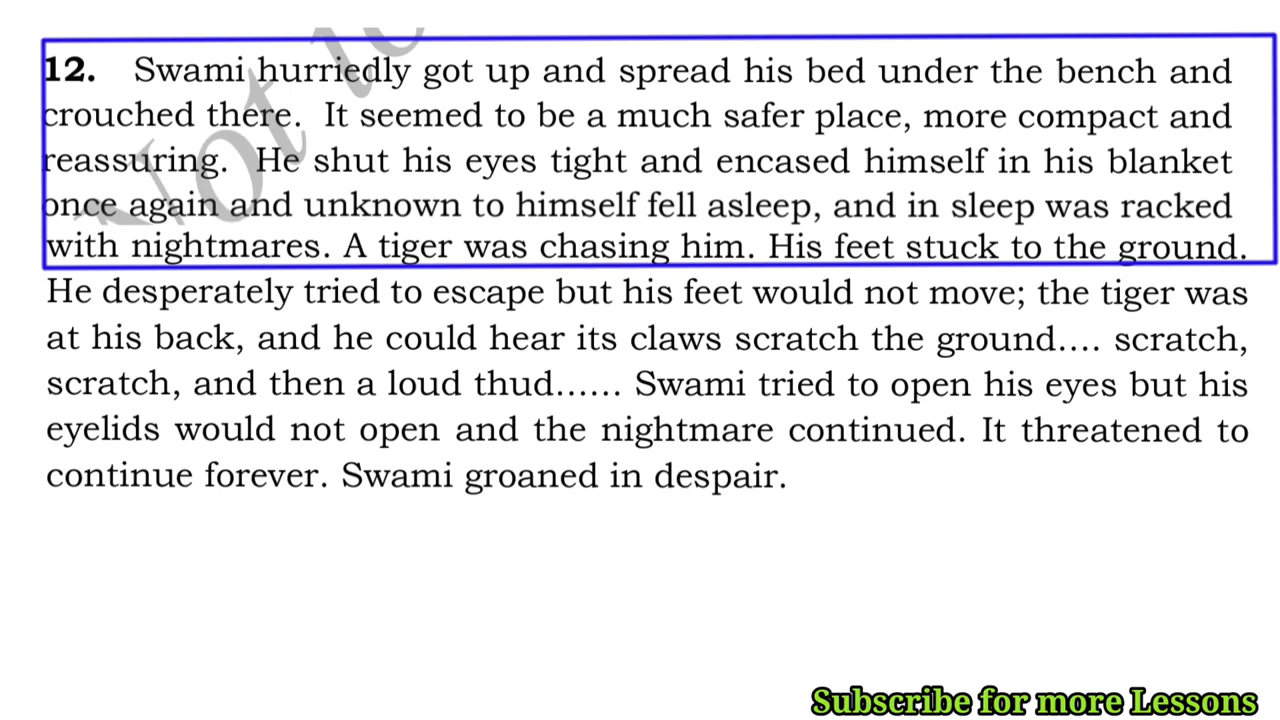 Not
12. Swami hurriedly got up and spread his bed under the bench and
crouched there. It seemed to be a much safer place, more compact and
reassuring. He shut his eyes tight and encased himself in his blanket
once again and unknown to himself fell asleep, and in sleep was racked
with nightmares. A tiger was chasing him. His feet stuck to the ground.
He desperately tried to escape but his feet would not move; the tiger was
at his back, and he could hear its claws scratch the ground.... scratch,
scratch, and then a loud thud...... Swami tried to open his eyes but his
eyelids would not open and the nightmare continued. It threatened to
continue forever. Swami groaned in despair.
Subscribe for more Lessons